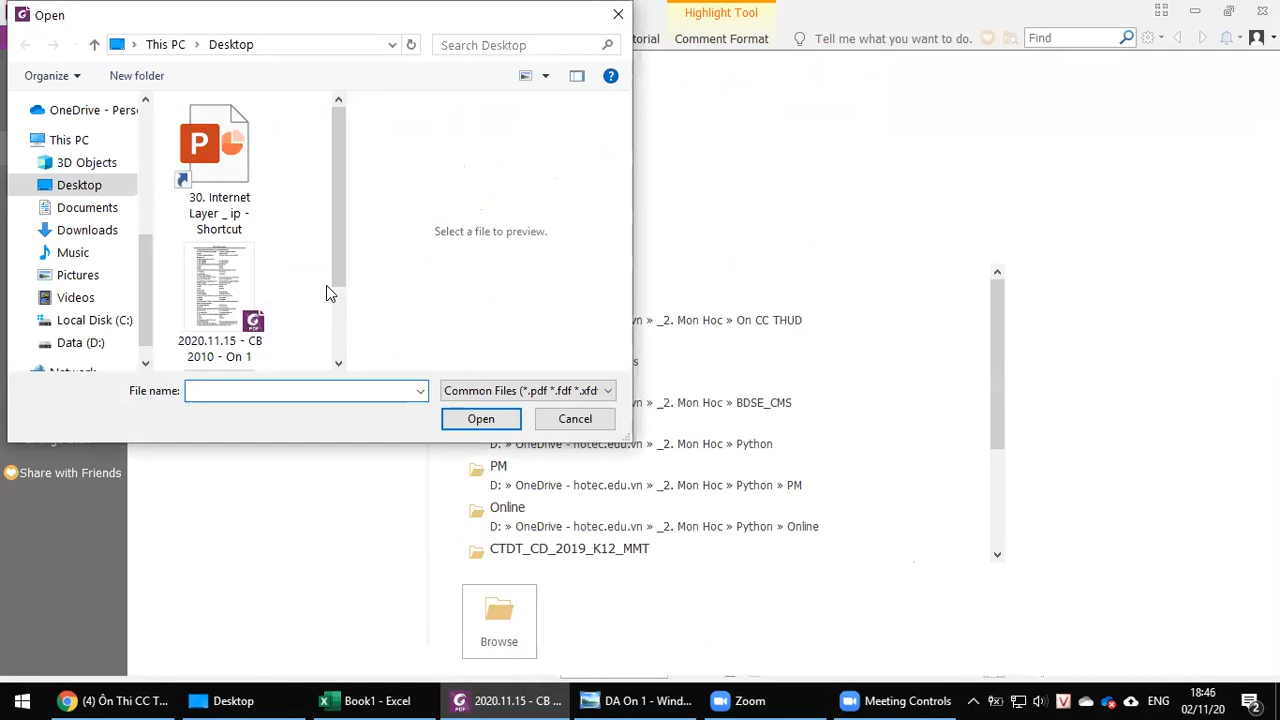 Open
Highlight Tool
This PC
Desktop
Search Desktop
torial
Comment Format
Tell me what you want to do.
Find
Organize
New folder
OneDrive - Pers
This PC
3D Objects
Desktop
Documents
Downloads
Music
Pictures
Videos
Local Disk (C:)
Data (D:)
30. Internet
Layer _ ip -
Shortcut
2020.11.15 - CB
2010 - On 1
Select a file to preview.
File name:
Common Files (*.pdf *.fdf *.xfd
Open
Cancel
Share with Friends
vn » _2. Mon Hoc » On CC THUD
s
vn » _2. Mon Hoc » BDSE_CMS
D: » OneDrive - hotec.edu.vn » _2. Mon Hoc » Python
PM
D: » OneDrive - hotec.edu.vn » _2. Mon Hoc » Python » PM
Online
D: » OneDrive - hotec.edu.vn » _2. Mon Hoc » Python » Online
CTDT_CD_2019_K12_MMT
Browse
(4) Ôn Thi CC T...
Desktop
Book1 - Excel
2020.11.15 - CB ...
DA On 1 - Wind...
Zoom
Meeting Controls
V
ENG
18:46
02/11/20
2